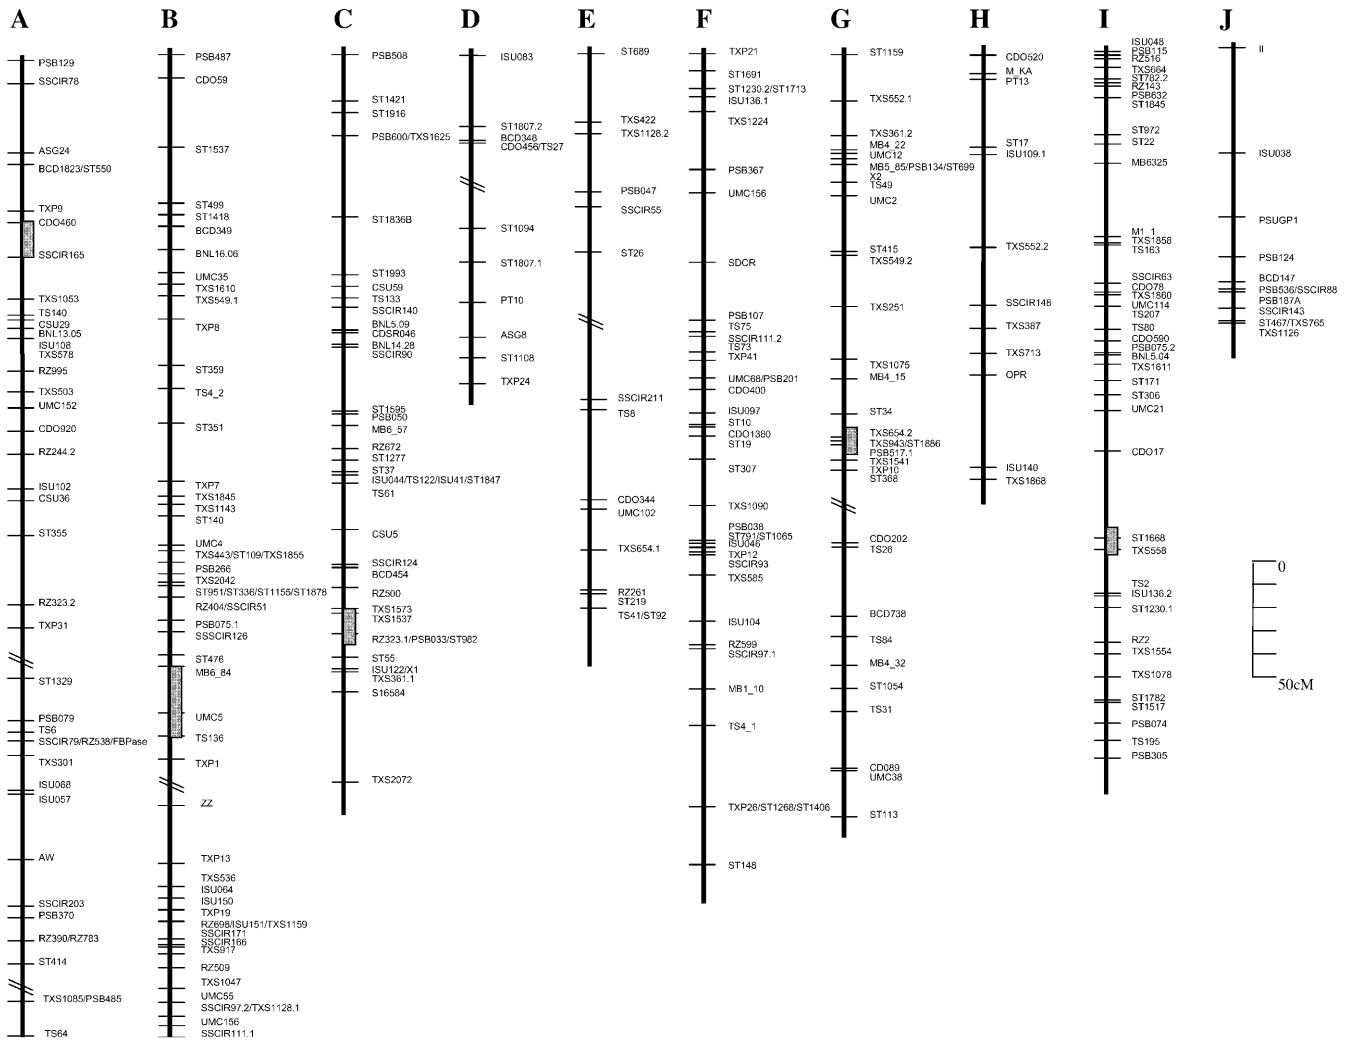 A B C D E F G H I J
PSB129
SSCIR78
ASG24
BCD1823/ST550
TXP9
CDO460
SSCIR165
TXS1053
TS140
CSU29
BNL13.05
ISU108
TXS578
RZ995
TXS503
UMC152
CDO920
RZ244.2
ISU102
CSU36
ST355
RZ323.2
TXP31
ST1329
PSB079
TS6
SSCIR79/RZ538/FBPase
TXS301
ISU068
ISU057
AW
SSCIR203
PSB370
RZ390/RZ783
ST414
TXS1085/PSB485
TS64
PSB487
CDO59
ST1537
ST499
ST1418
BCD349
BNL16.06
UMC35
TXS1610
TXS549.1
TXP8
ST359
TS4_2
ST351
TXP7
TXS1845
TXS1143
ST140
UMC4
TXS443/ST109/TXS1855
PSB266
TXS2042
ST951/ST336/ST1155/ST1878
RZ404/SSCIR51
PSB075.1
SSSCIR126
ST476
MB6_84
UMC5
TS136
TXP1
ZZ
TXP13
TXS536
ISU064
ISU150
TXP19
RZ698/ISU151/TXS1159
SSCIR171
SSCIR166
TXS917
RZ509
TXS1047
UMC55
SSCIR97.2/TXS1128.1
UMC156
SSCIR111.1
PSB508
ST1421
ST1916
PSB600/TXS1625
ST1836B
ST1993
CSU59
TS133
SSCIR140
BNL5.09
CDSR046
BNL14.28
SSCIR90
ST1595
PSB050
MB6_57
RZ672
ST1277
ST37
ISU044/TS122/ISU41/ST1847
TS61
CSU5
SSCIR124
BCD454
RZ500
TXS1573
TXS1537
RZ323.1/PSB033/ST982
ST55
ISU122/X1
TXS361.1
S16584
TXS2072
ISU083
ST1807.2
BCD348
CDO456/TS27
ST1094
ST1807.1
PT10
ASG8
ST1108
TXP24
ST689
TXS422
TXS1128.2
PSB047
SSCIR55
ST26
SSCIR211
TS8
CDO344
UMC102
TXS654.1
RZ261
ST219
TS41/ST92
TXP21
ST1691
ST1230.2/ST1713
ISU136.1
TXS1224
PSB367
UMC156
SDCR
PSB107
TS75
SSCIR111.2
TS73
TXP41
UMC68/PSB201
CDO400
ISU097
ST10
CDO1380
ST19
ST307
TXS1090
PSB038
ST791/ST1065
ISU046
TXP12
SSCIR93
TXS585
ISU104
RZ599
SSCIR97.1
MB1_10
TS4_1
TXP26/ST1268/ST1406
ST148
ST1159
TXS552.1
TXS361.2
MB4_22
UMC12
MB5_85/PSB134/ST699
X2
TS49
UMC2
ST415
TXS549.2
TXS251
TXS1075
MB4_15
ST34
TXS654.2
TXS943/ST1886
PSB517.1
TXS1541
TXP10
ST368
CDO202
TS26
BCD738
TS84
MB4_32
ST1054
TS31
CD089
UMC38
ST113
CDO520
M_KA
PT13
ST17
ISU109.1
TXS552.2
SSCIR148
TXS387
TXS713
OPR
ISU140
TXS1868
ISU048
PSB115
RZ516
TXS664
ST782.2
RZ143
PSB632
ST1845
ST972
ST22
MB6325
M1_1
TXS1858
TS163
SSCIR63
CDO78
TXS1860
UMC114
TS207
TS80
CDO590
PSB075.2
BNL5.04
TXS1611
ST171
ST306
UMC21
CDO17
ST1668
TXS558
TS2
ISU136.2
ST1230.1
RZ2
TXS1554
TXS1078
ST1782
ST1517
PSB074
TS195
PSB305
II
ISU038
PSUGP1
PSB124
BCD147
PSB536/SSCIR88
PSB187A
SSCIR143
ST467/TXS765
TXS1126
0
50cM